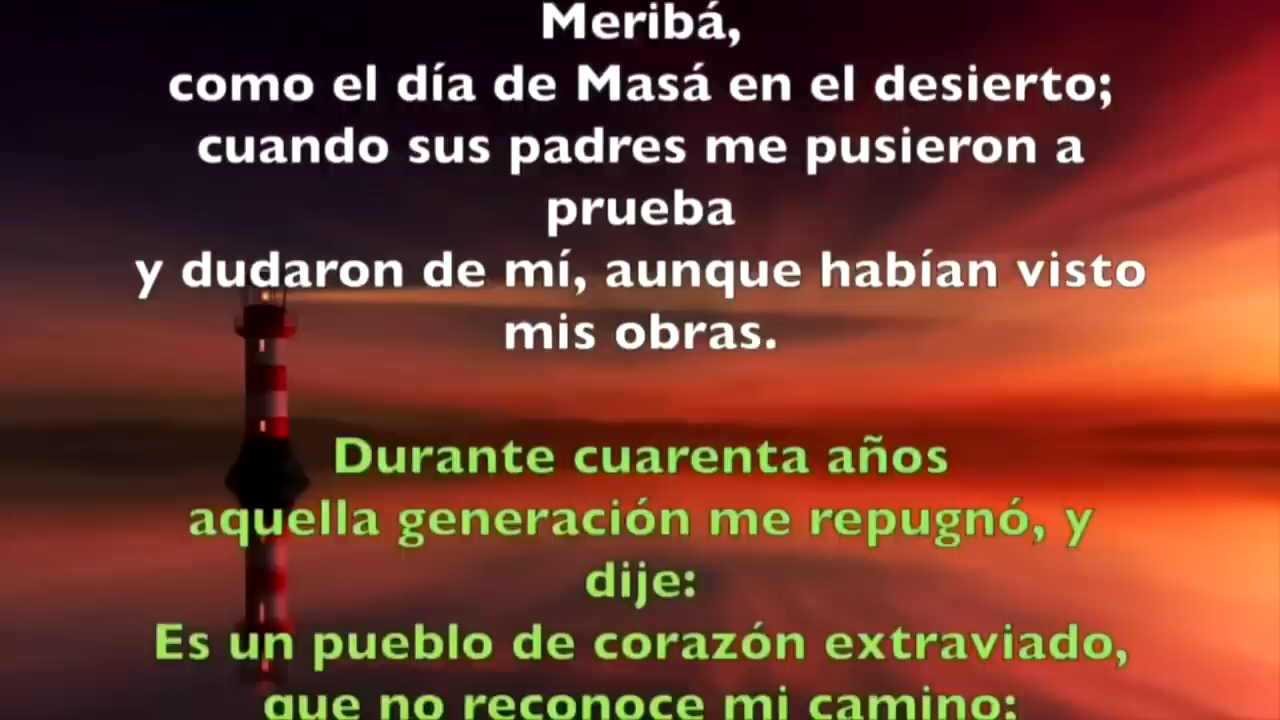 Meribá,
como el día de Masá en el desierto;
cuando sus padres me pusieron a
prueba
y dudaron de mí, aunque habían visto
mis obras.
Durante cuarenta años
aquella generación me repugnó, y
dije:
Es un pueblo de corazón extraviado,
que no reconoce mi camino;